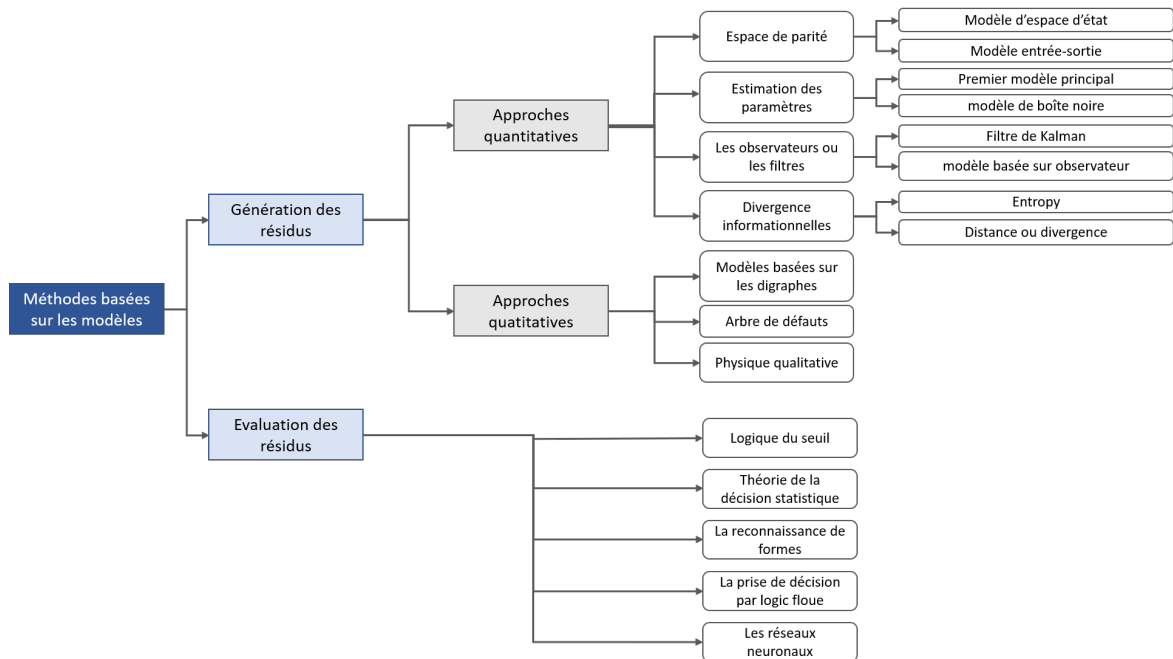 Méthodes basées
sur les modèles
Génération des
résidus
Approches
quantitatives
Espace de parité
Modèle d'espace d'état
Modèle entrée-sortie
Estimation des
paramètres
Premier modèle principal
modèle de boîte noire
Les observateurs ou
les filtres
Filtre de Kalman
modèle basée sur observateur
Divergence
informationnelles
Entropy
Distance ou divergence
Approches
quatitatives
Modèles basées sur
les digraphes
Arbre de défauts
Physique qualitative
Evaluation des
résidus
Logique du seuil
Théorie de la
décision statistique
La reconnaissance de
formes
La prise de décision
par logic floue
Les réseaux
neuronaux